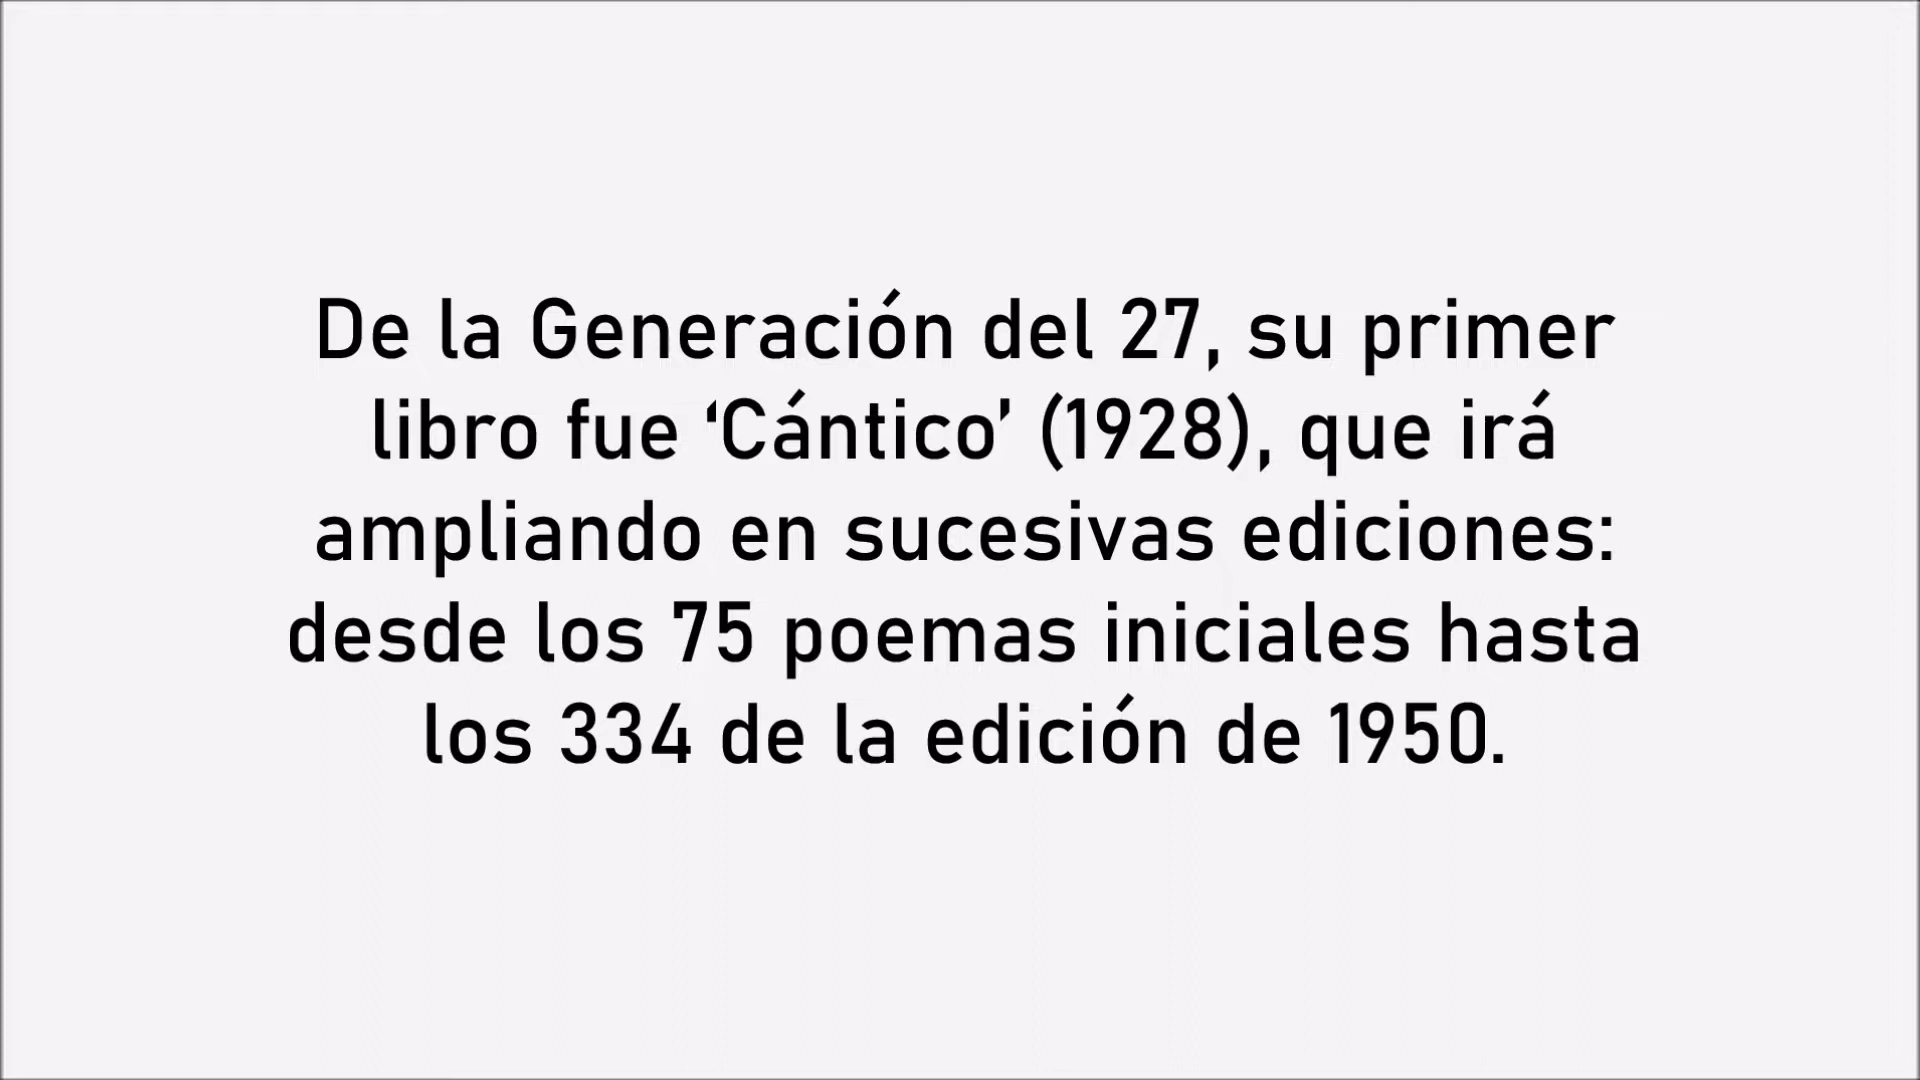 De la Generación del 27, su primer
libro fue ‘Cántico’ (1928), que irá
ampliando en sucesivas ediciones:
desde los 75 poemas iniciales hasta
los 334 de la edición de 1950.